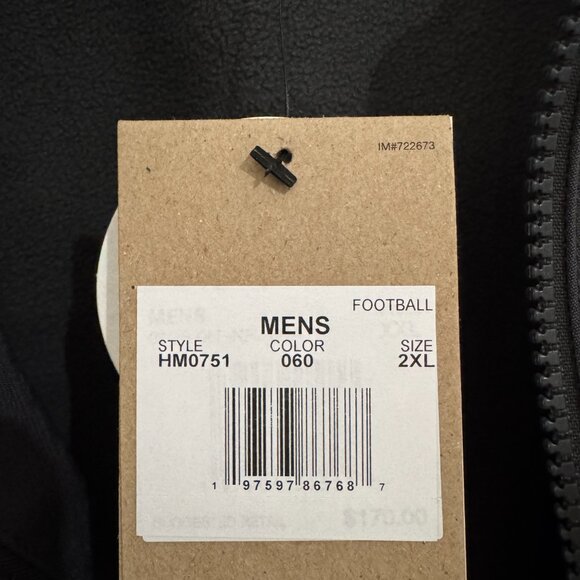 IM#722673
FOOTBALL
MENS
STYLE COLOR SIZE
HM0751 060 2XL
1 97597 86768 7
$170.00